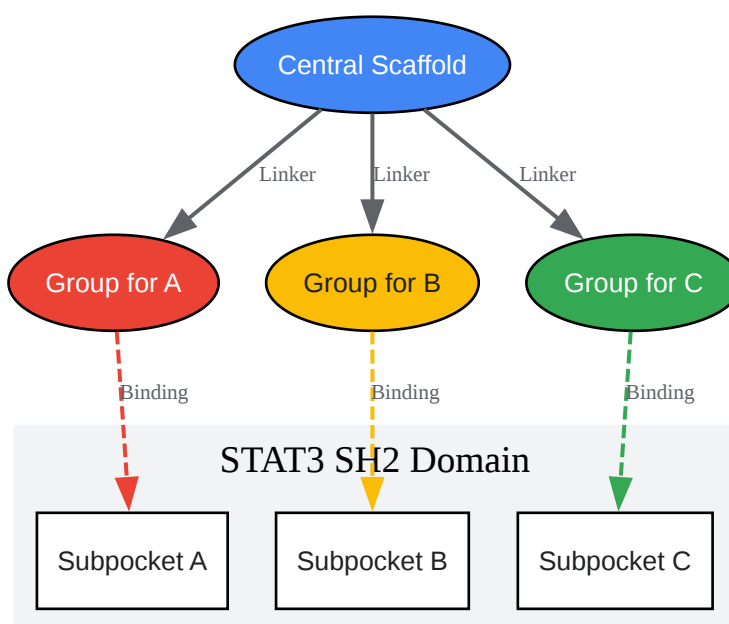 Central Scaffold
Linker
Linker
Linker
Group for A
Group for B
Group for C
Binding
Binding
Binding
STAT3 SH2 Domain
Subpocket A
Subpocket B
Subpocket C